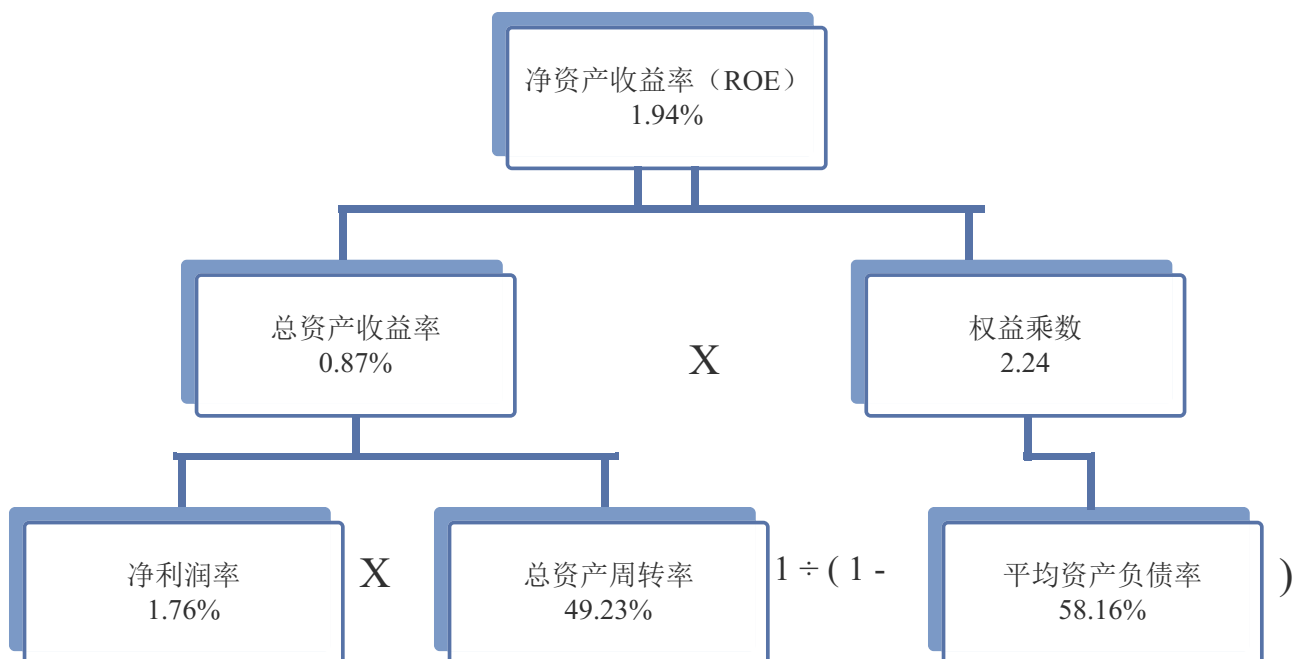 净资产收益率（ROE）
1.94%
总资产收益率
0.87%
X
权益乘数
2.24
净利润率
1.76%
X
总资产周转率
49.23%
1 ÷ ( 1 -
平均资产负债率
58.16%
)